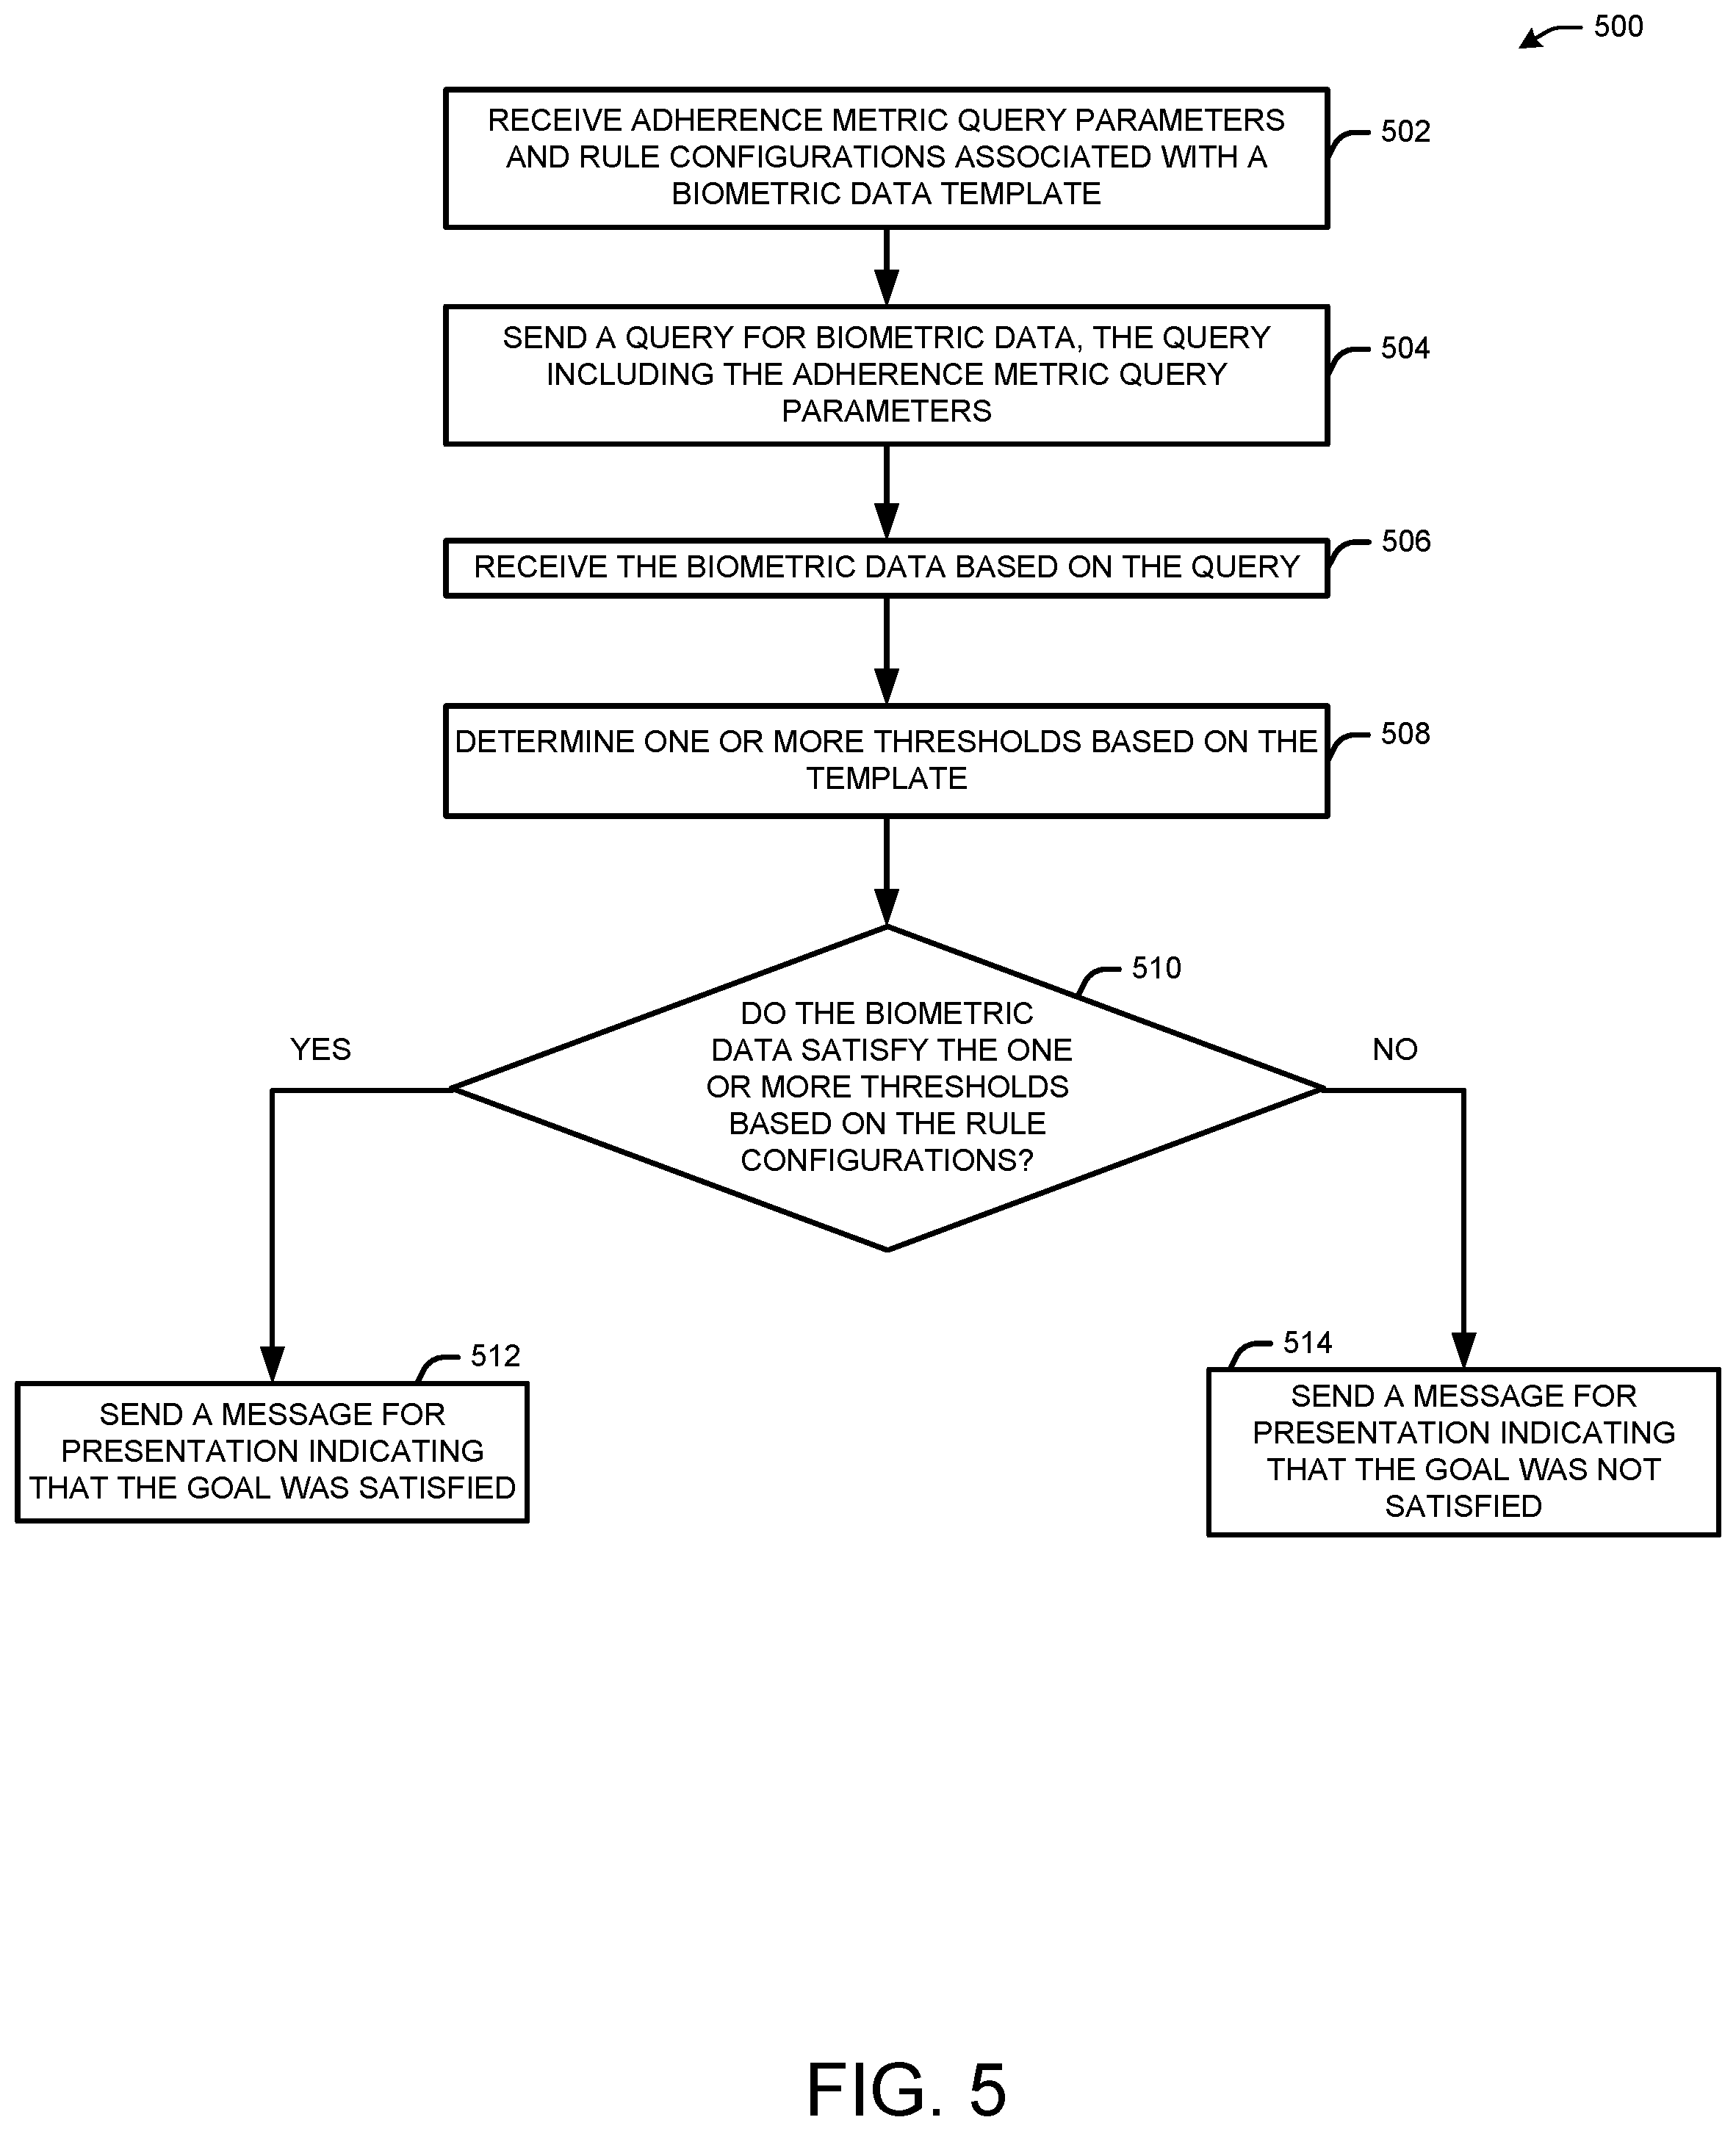 500
RECEIVE ADHERENCE METRIC QUERY PARAMETERS
AND RULE CONFIGURATIONS ASSOCIATED WITH A
BIOMETRIC DATA TEMPLATE
502
SEND A QUERY FOR BIOMETRIC DATA, THE QUERY
INCLUDING THE ADHERENCE METRIC QUERY
PARAMETERS
504
RECEIVE THE BIOMETRIC DATA BASED ON THE QUERY
506
DETERMINE ONE OR MORE THRESHOLDS BASED ON THE
TEMPLATE
508
DO THE BIOMETRIC
DATA SATISFY THE ONE
OR MORE THRESHOLDS
BASED ON THE RULE
CONFIGURATIONS?
510
YES
NO
512
SEND A MESSAGE FOR
PRESENTATION INDICATING
THAT THE GOAL WAS SATISFIED
514
SEND A MESSAGE FOR
PRESENTATION INDICATING
THAT THE GOAL WAS NOT
SATISFIED
FIG. 5